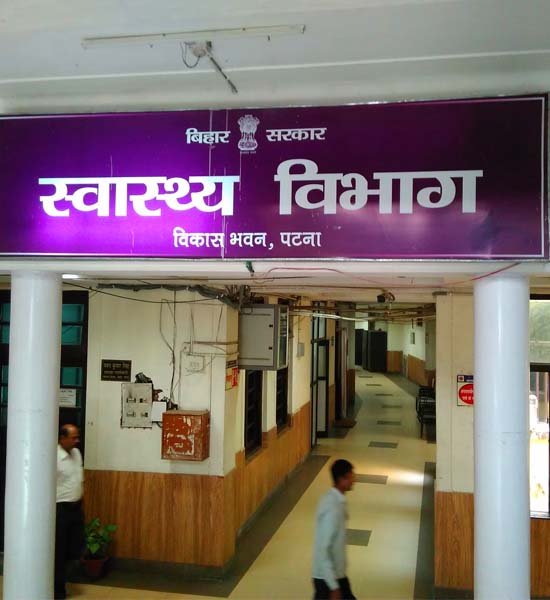 बिहार सरकार
स्वास्थ्य विभाग
विकास भवन, पटना